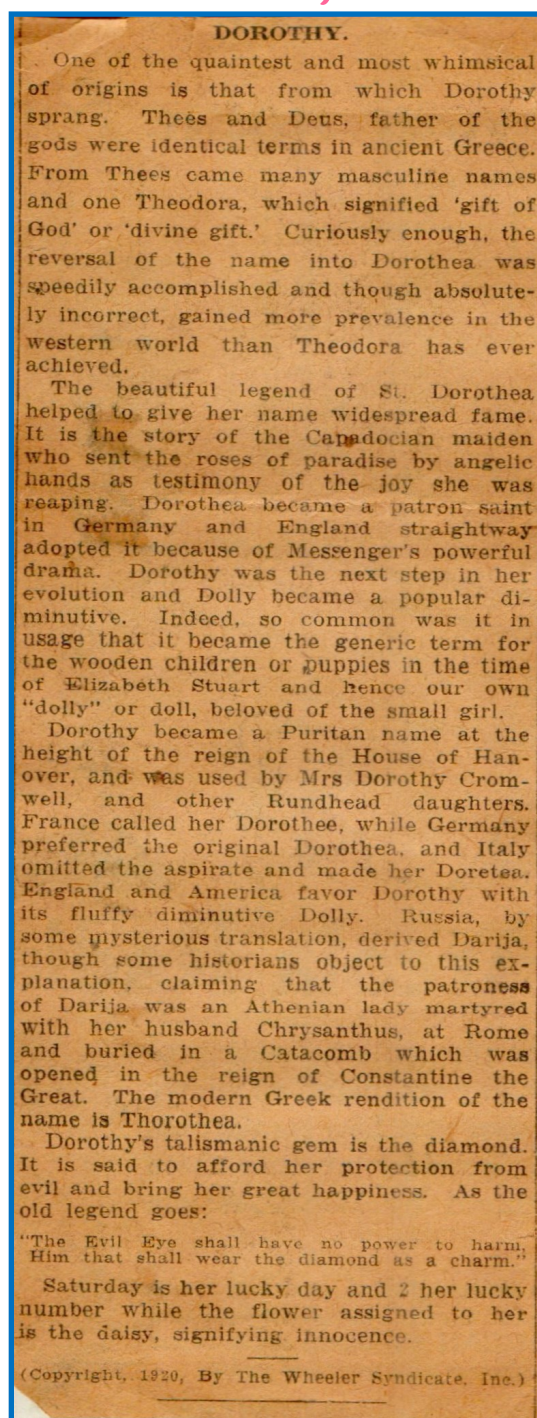 DOROTHY.
One of the quaintest and most whimsical
of origins is that from which Dorothy
sprang. Thees and Deus, father of the
gods were identical terms in ancient Greece.
From Thees came many masculine names
and one Theodora, which signified 'gift of
God' or 'divine gift.' Curiously enough, the
reversal of the name into Dorothea was
speedily accomplished and though absolute-
ly incorrect, gained more prevalence in the
western world than Theodora has ever
achieved.
The beautiful legend of St. Dorothea
helped to give her name widespread fame.
It is the story of the Capadocian maiden
who sent the roses of paradise by angelic
hands as testimony of the joy she was
reaping. Dorothea became a patron saint
in Germany and England straightway
adopted it because of Messenger's powerful
drama. Dorothy was the next step in her
evolution and Dolly became a popular di-
minutive. Indeed, so common was it in
usage that it became the generic term for
the wooden children or puppies in the time
of Elizabeth Stuart and hence our own
"dolly" or doll, beloved of the small girl.
Dorothy became a Puritan name at the
height of the reign of the House of Han-
over, and was used by Mrs Dorothy Crom-
well, and other Rundhead daughters.
France called her Dorothee, while Germany
preferred the original Dorothea, and Italy
omitted the aspirate and made her Doretea.
England and America favor Dorothy with
its fluffy diminutive Dolly. Russia, by
some mysterious translation, derived Darija,
though some historians object to this ex-
planation, claiming that the patroness
of Darija was an Athenian lady martyred
with her husband Chrysanthus, at Rome
and buried in a Catacomb which was
opened in the reign of Constantine the
Great. The modern Greek rendition of the
name is Thorothea.
Dorothy's talismanic gem is the diamond.
It is said to afford her protection from
evil and bring her great happiness. As the
old legend goes:
"The Evil Eye shall have no power to harm,
Him that shall wear the diamond as a charm."
Saturday is her lucky day and 2 her lucky
number while the flower assigned to her
is the daisy, signifying innocence.
(Copyright, 1920, By The Wheeler Syndicate, Inc.)